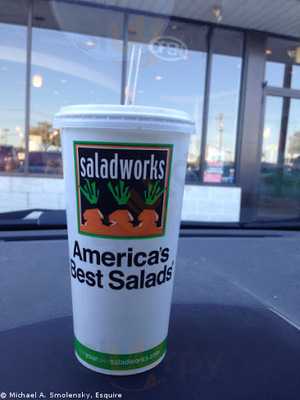 saladworks
America's
Best Salads
saladworks.com
© Michael A. Smolensky, Esquire